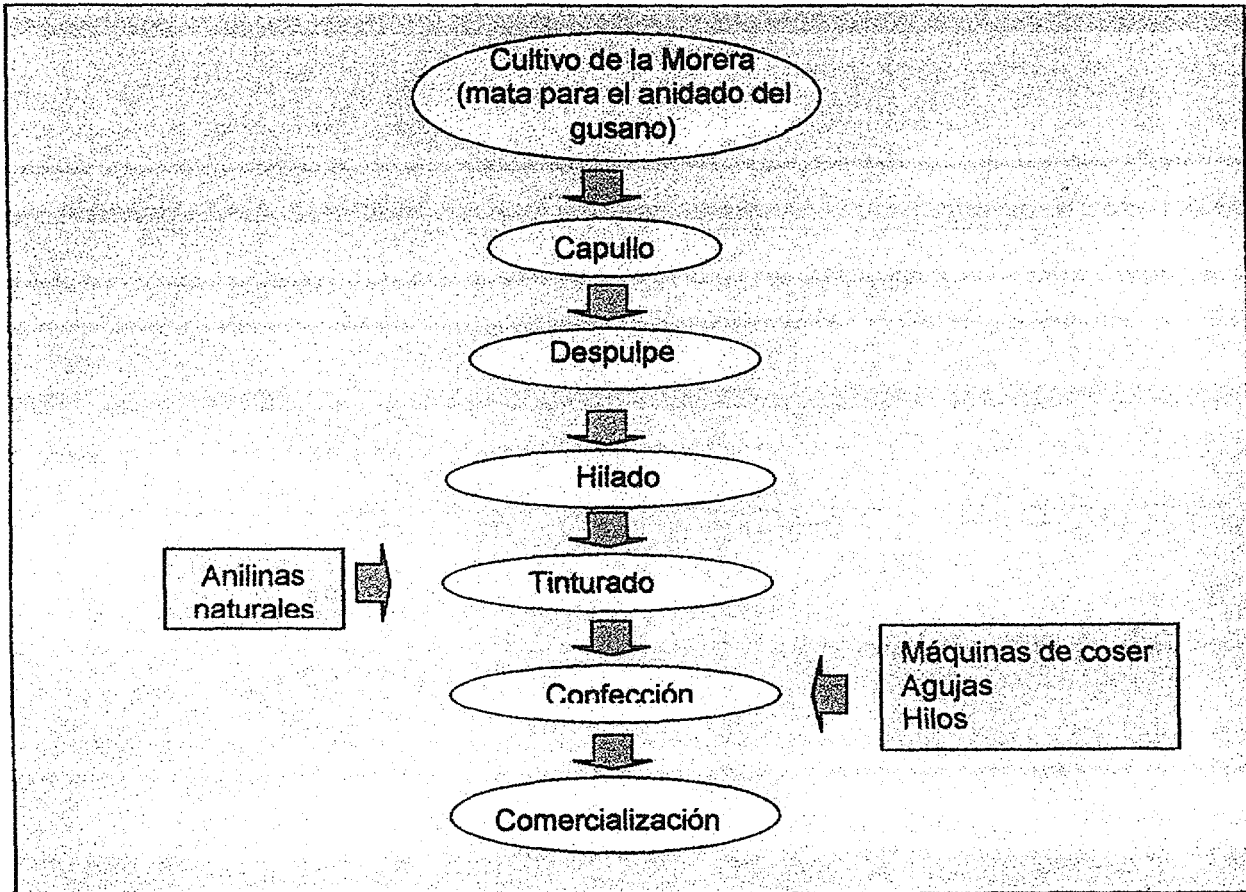 Cultivo de la Morera
(mata para el anidado del
gusano)
Capullo
Despulpe
Hilado
Anilinas
naturales
Tinturado
Máquinas de coser
Agujas
Hilos
Confección
Comercialización